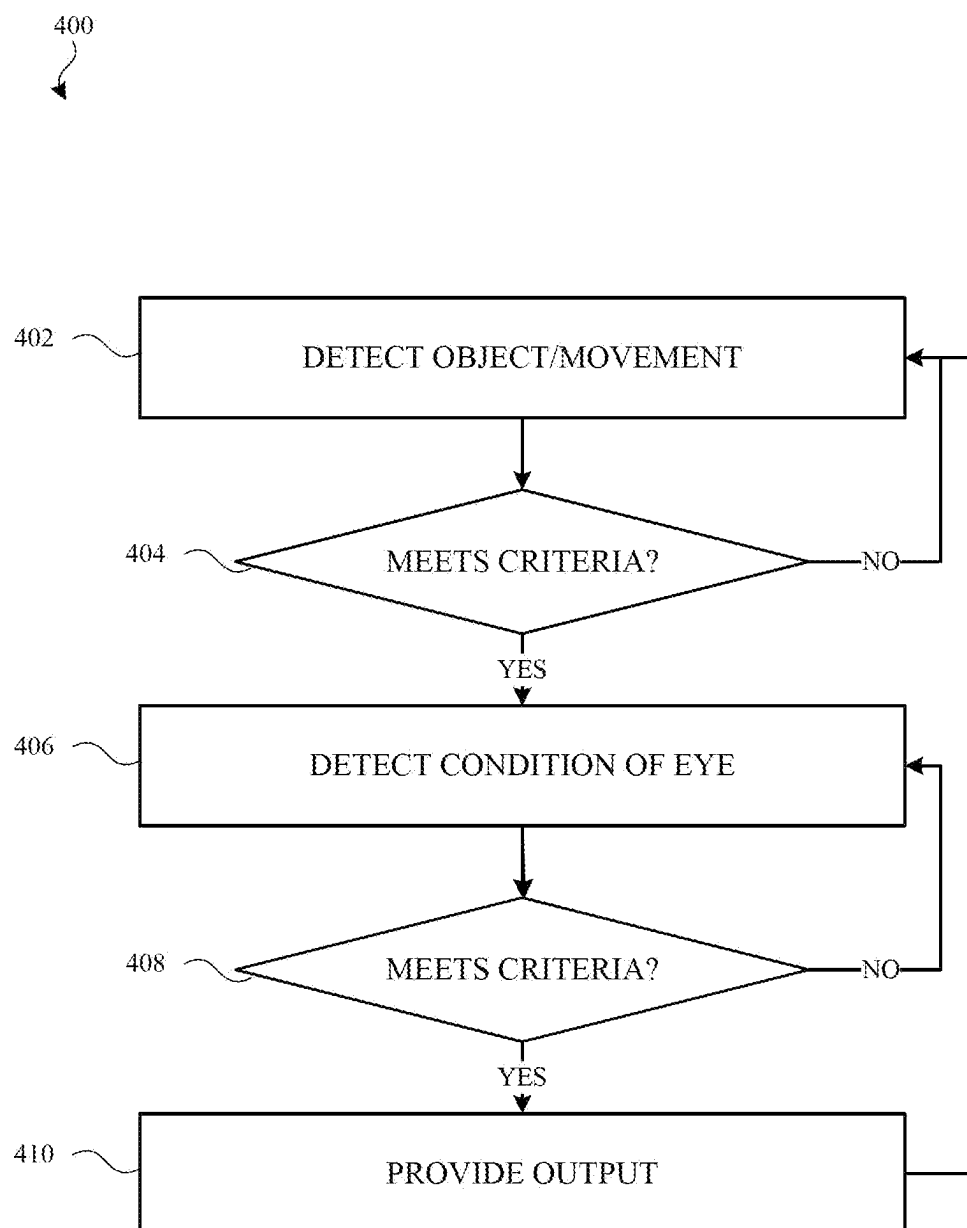 400
402
DETECT OBJECT/MOVEMENT
404
MEETS CRITERIA?
NO
YES
406
DETECT CONDITION OF EYE
408
MEETS CRITERIA?
NO
YES
410
PROVIDE OUTPUT